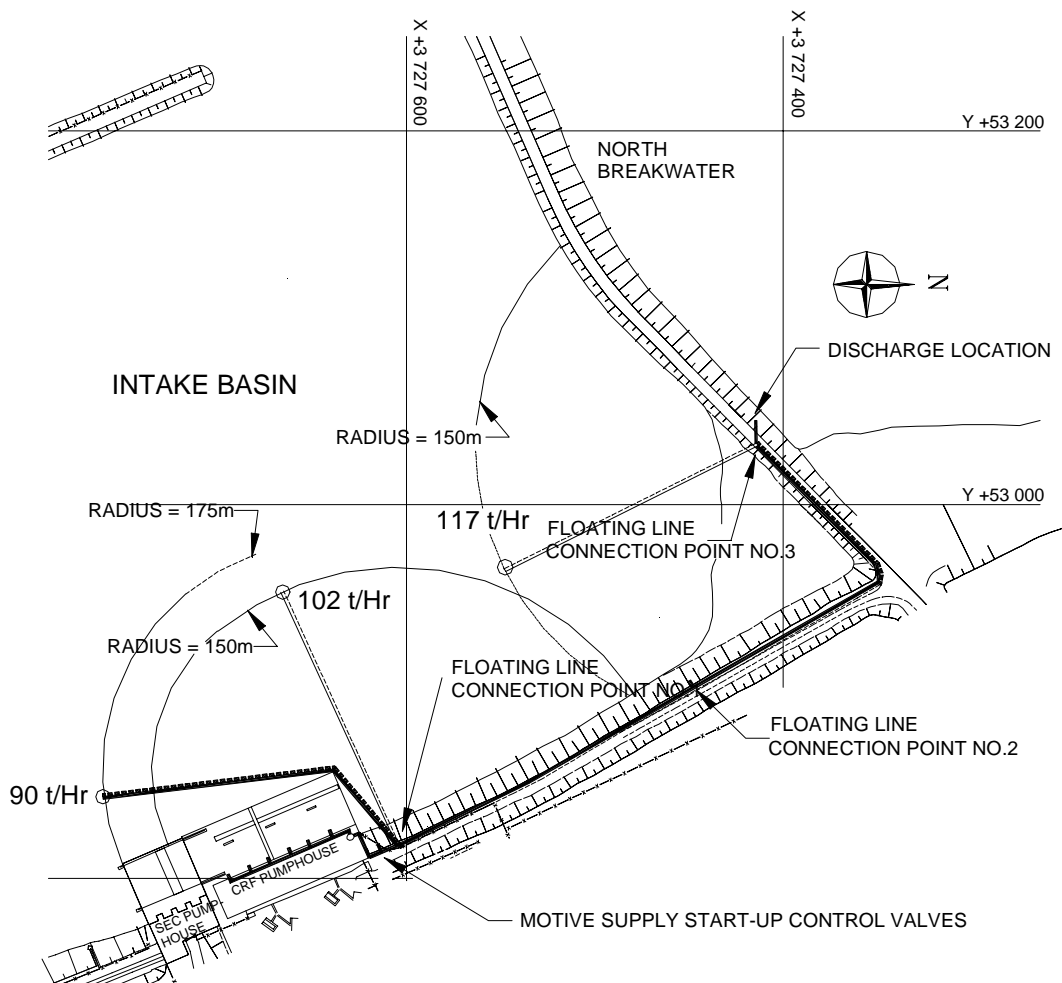 X +3 727 600
X +3 727 400
Y +53 200
NORTH
BREAKWATER
N
DISCHARGE LOCATION
INTAKE BASIN
RADIUS = 150m
Y +53 000
RADIUS = 175m
117 t/Hr
FLOATING LINE
CONNECTION POINT NO.3
102 t/Hr
RADIUS = 150m
FLOATING LINE
CONNECTION POINT NO.
FLOATING LINE
CONNECTION POINT NO.2
90 t/Hr
CRF PUMPHOUSE
SEC PUMP-
HOUSE
MOTIVE SUPPLY START-UP CONTROL VALVES